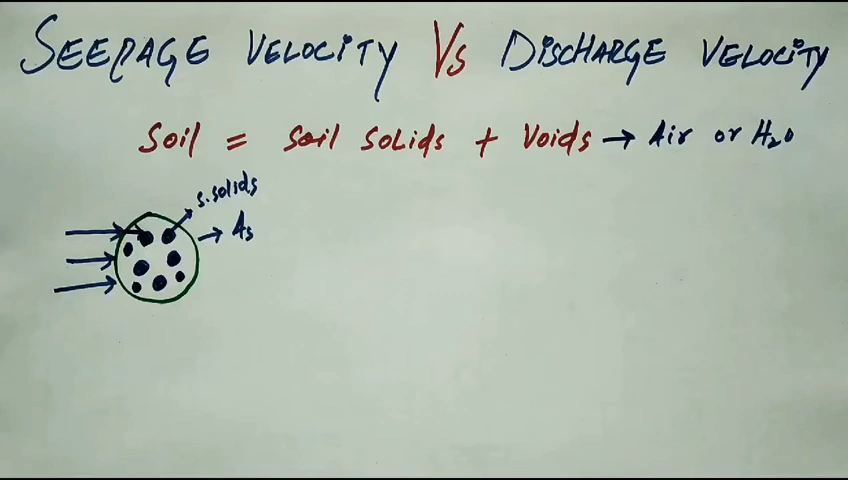 SEEPAGE VELOCITY Vs DISCHARGE VELOCITY
Soil = soil solids + Voids → Air or H₂O
s.solids
→ As